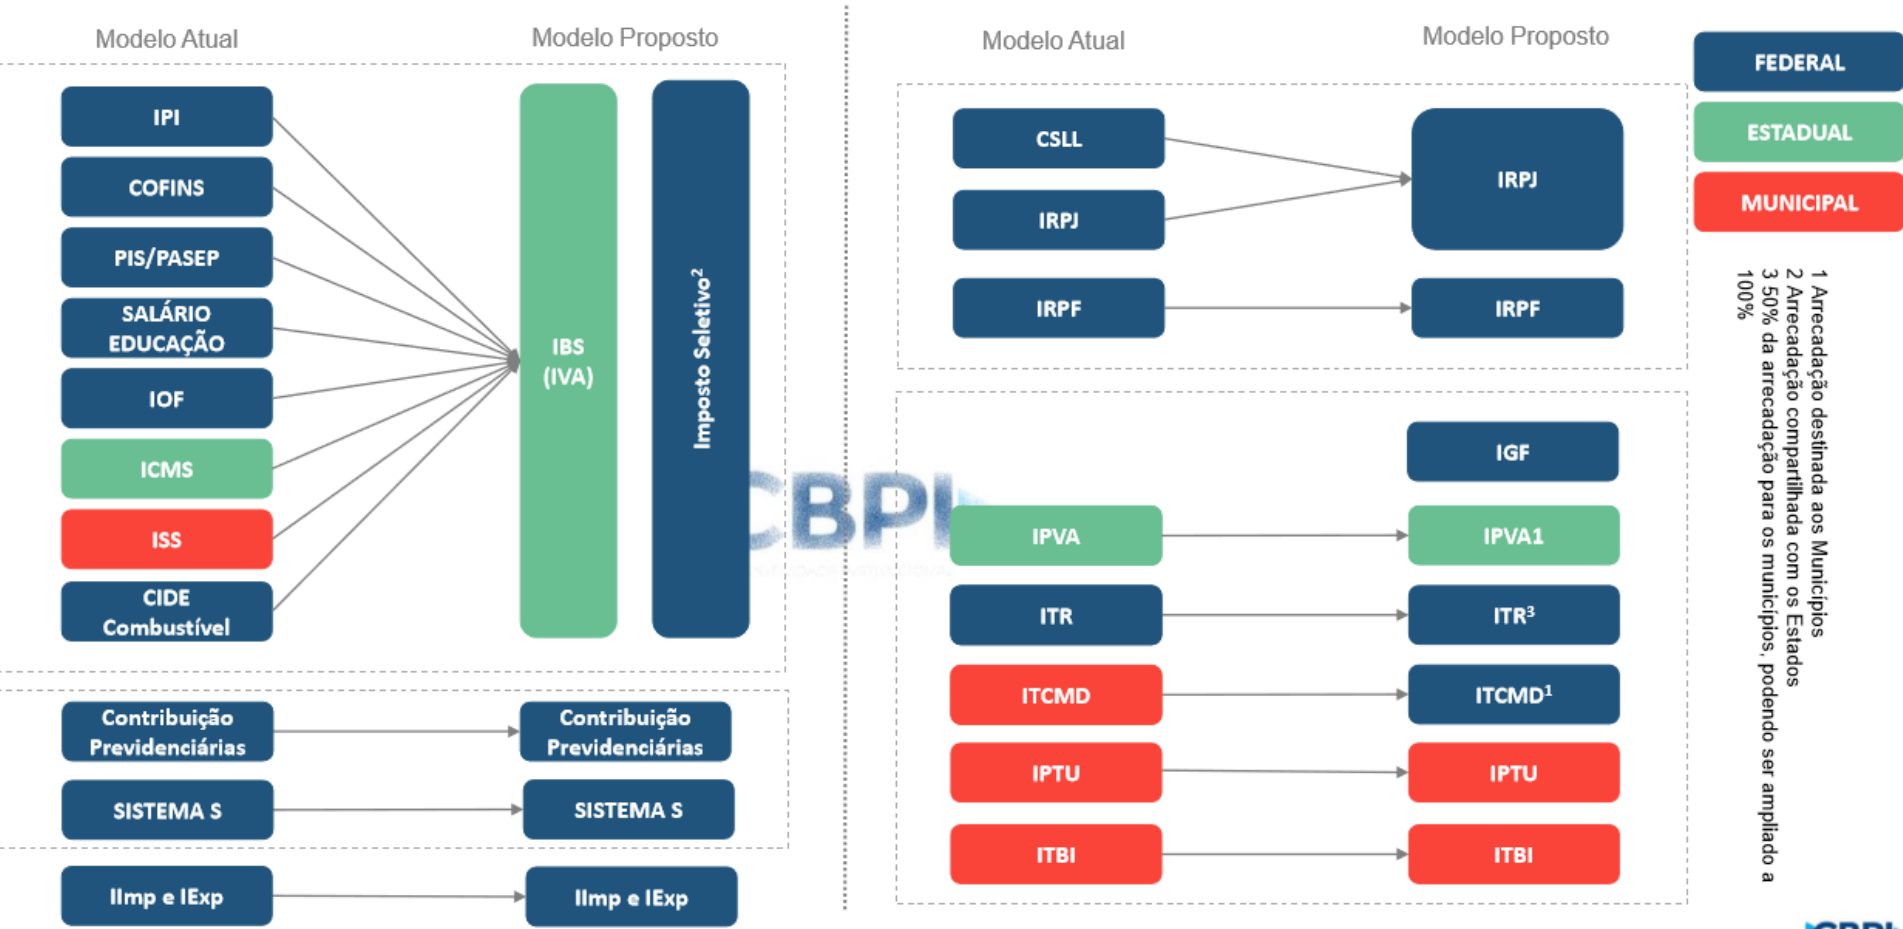 Modelo Atual
Modelo Proposto
IPI
COFINS
PIS/PASEP
SALÁRIO
EDUCAÇÃO
IOF
ICMS
ISS
CIDE
Combustível
IBS
(IVA)
Imposto Seletivo²
Contribuição
Previdenciárias
Contribuição
Previdenciárias
SISTEMA S
SISTEMA S
IImp e IExp
IImp e IExp
Modelo Atual
Modelo Proposto
CSLL
IRPJ
IRPJ
IRPF
IRPF
IGF
IPVA
IPVA1
ITR
ITR³
ITCMD
ITCMD¹
IPTU
IPTU
ITBI
ITBI
FEDERAL
ESTADUAL
MUNICIPAL
1 Arrecadação destinada aos Municípios
2 Arrecadação compartilhada com os Estados
3 50% da arrecadação para os municípios, podendo ser ampliado a
100%
CBPI
CBPI